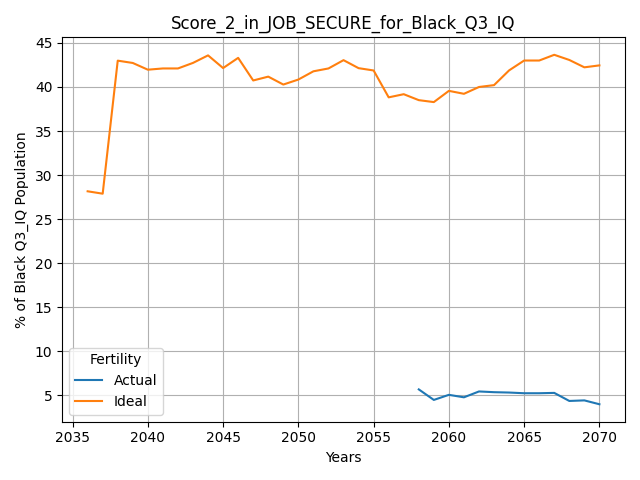 Score_2_in_JOB_SECURE_for_Black_Q3_IQ
% of Black Q3_IQ Population
45
40
35
30
25
20
15
10
5
Fertility
Actual
Ideal
2035 2040 2045 2050 2055 2060 2065 2070
Years